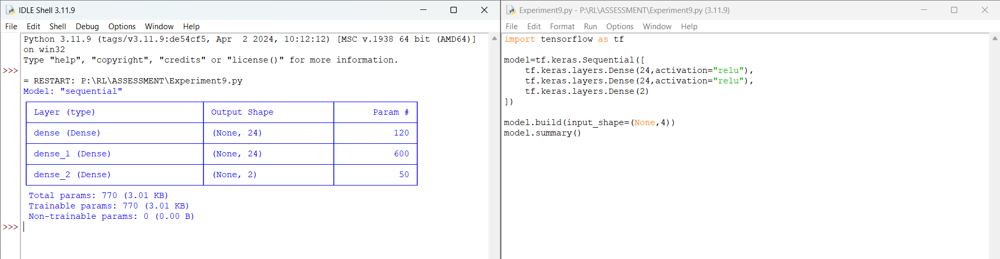 IDLE Shell 3.11.9
File Edit Shell Debug Options Window Help
Python 3.11.9 (tags/v3.11.9:de54cf5, Apr  2 2024, 10:12:12) [MSC v.1938 64 bit (AMD64)]
on win32
Type "help", "copyright", "credits" or "license()" for more information.
>>>
= RESTART: P:\RL\ASSESSMENT\Experiment9.py
Model: "sequential"
Layer (type) Output Shape Param #
dense (Dense) (None, 24) 120
dense_1 (Dense) (None, 24) 600
dense_2 (Dense) (None, 2) 50
Total params: 770 (3.01 KB)
Trainable params: 770 (3.01 KB)
Non-trainable params: 0 (0.00 B)
>>>
Experiment9.py - P:\RL\ASSESSMENT\Experiment9.py (3.11.9)
File Edit Format Run Options Window Help
import tensorflow as tf
model=tf.keras.Sequential([
    tf.keras.layers.Dense(24,activation="relu"),
    tf.keras.layers.Dense(24,activation="relu"),
    tf.keras.layers.Dense(2)
])
model.build(input_shape=(None,4))
model.summary()